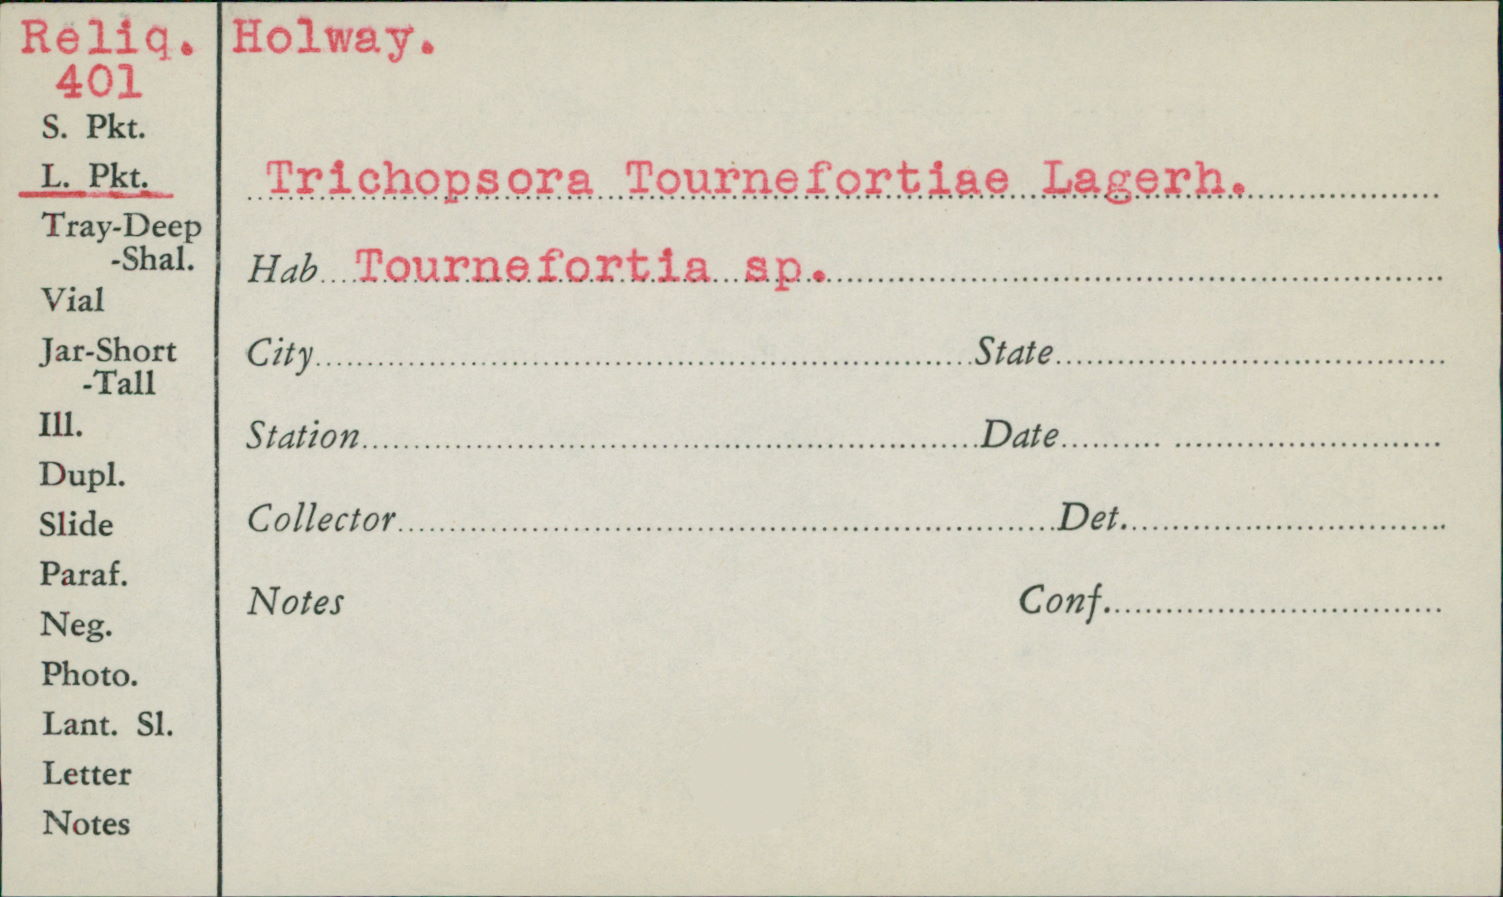 Reliq. Holway.
401
S. Pkt.
L. Pkt.
Trichopsora Tournefortiae Lagerh.
Tray-Deep
-Shal.
Hab Tournefortia sp.
Vial
Jar-Short
-Tall
City State
Ill.
Station Date
Dupl.
Slide
Collector Det.
Paraf.
Notes Conf.
Neg.
Photo.
Lant. Sl.
Letter
Notes